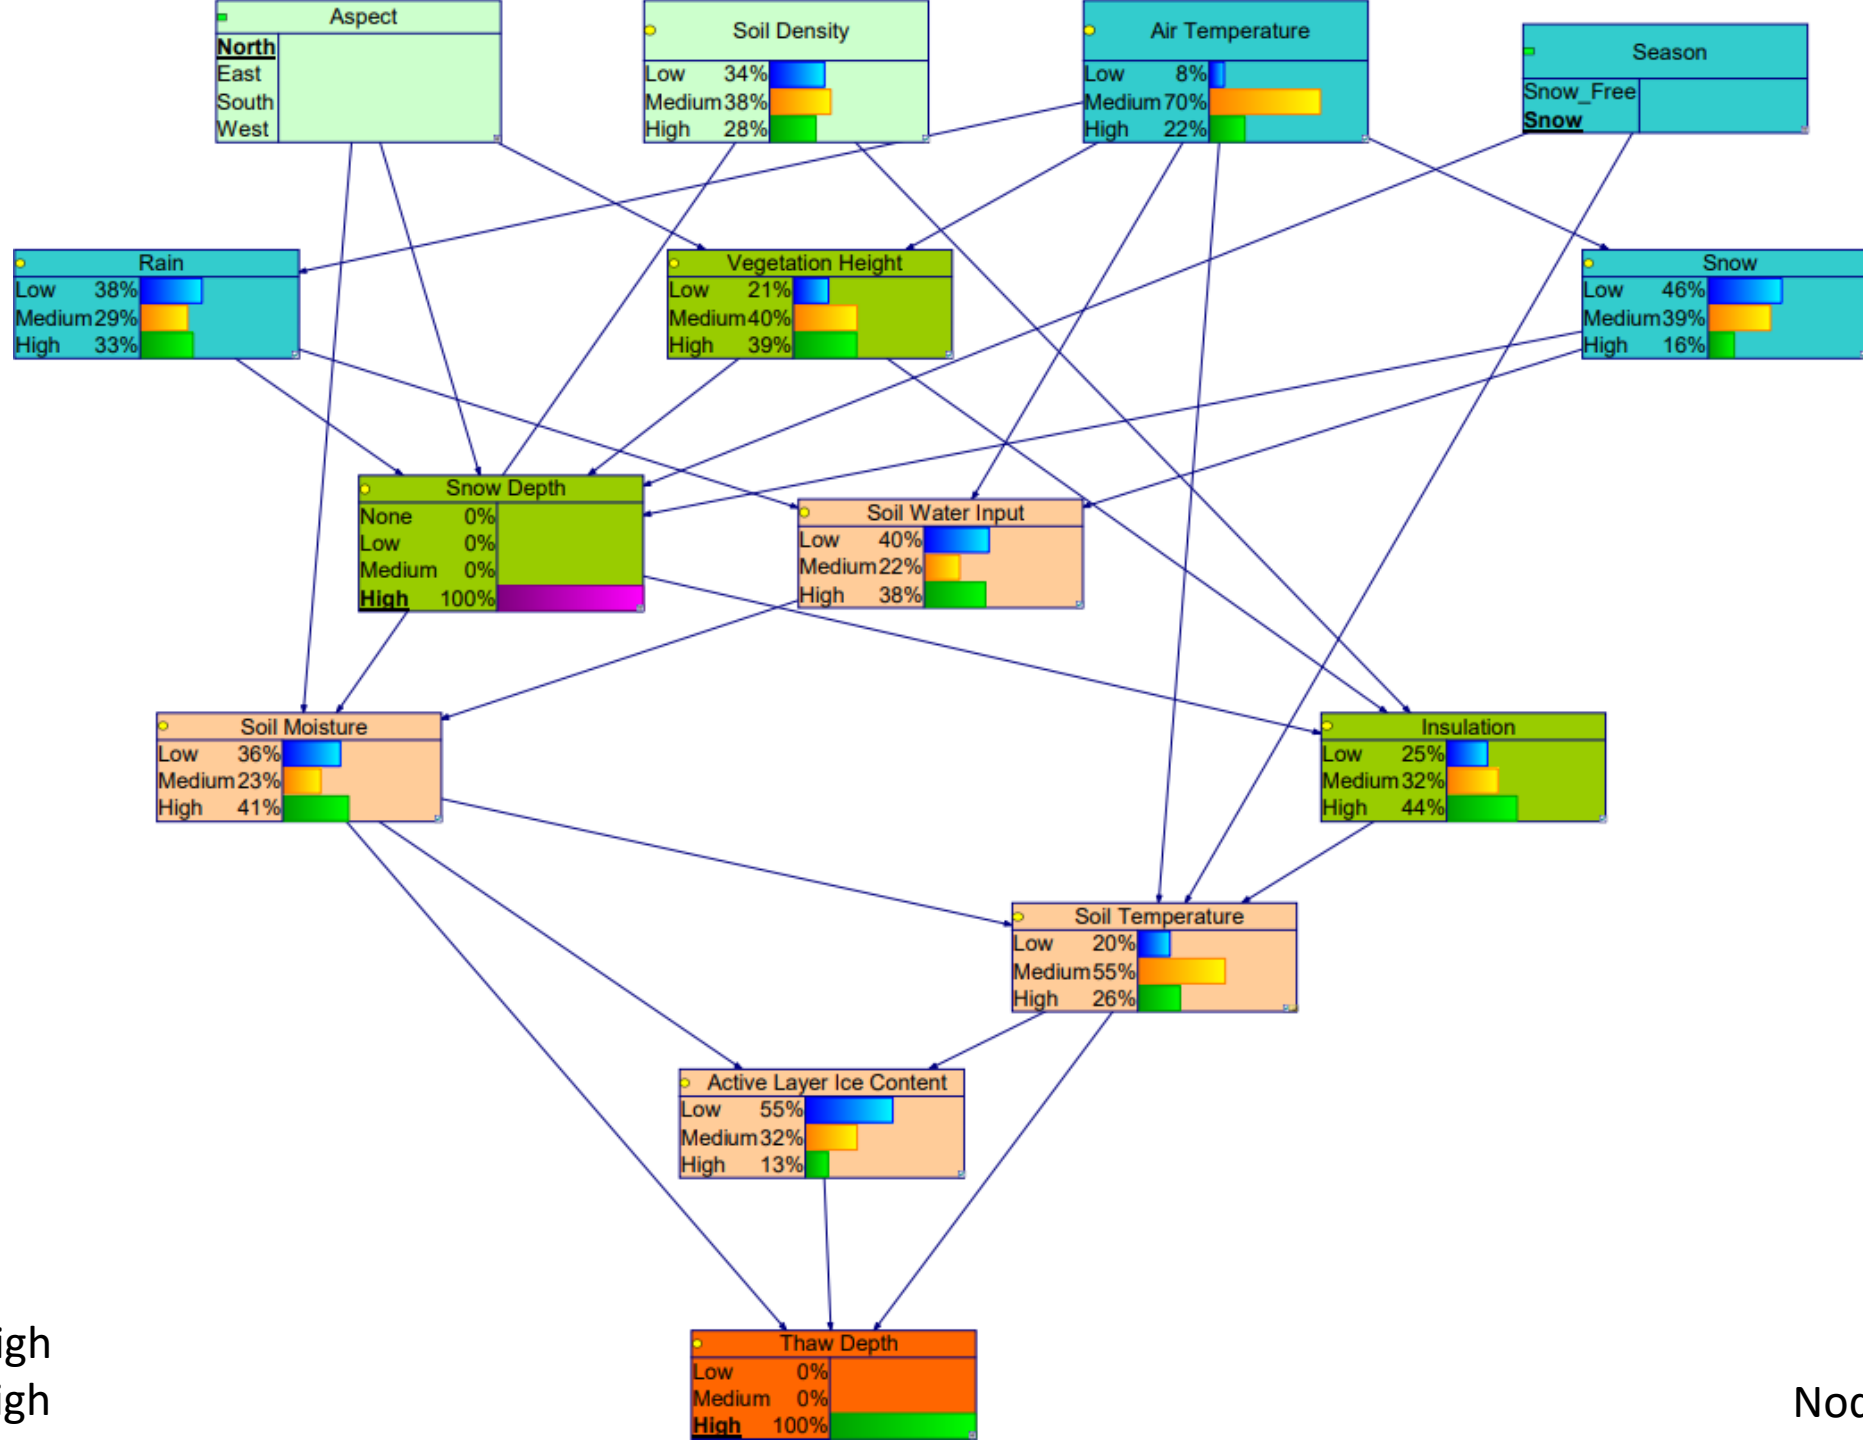 Aspect
North
East
South
West
Soil Density
Low 34%
Medium 38%
High 28%
Air Temperature
Low 8%
Medium 70%
High 22%
Season
Snow_Free
Snow
Rain
Low 38%
Medium 29%
High 33%
Vegetation Height
Low 21%
Medium 40%
High 39%
Snow
Low 46%
Medium 39%
High 16%
Snow Depth
None 0%
Low 0%
Medium 0%
High 100%
Soil Water Input
Low 40%
Medium 22%
High 38%
Soil Moisture
Low 36%
Medium 23%
High 41%
Insulation
Low 25%
Medium 32%
High 44%
Soil Temperature
Low 20%
Medium 55%
High 26%
Active Layer Ice Content
Low 55%
Medium 32%
High 13%
Thaw Depth
Low 0%
Medium 0%
High 100%
igh
igh